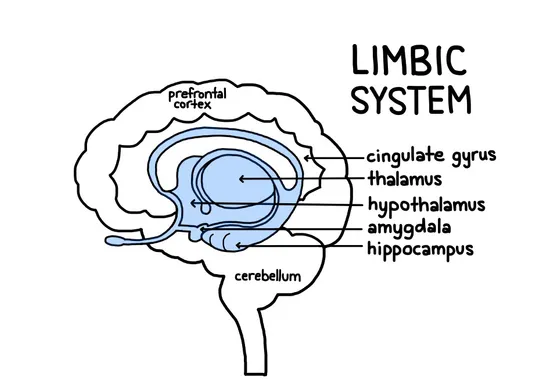 LIMBIC
SYSTEM
prefrontal
cortex
cingulate gyrus
thalamus
hypothalamus
amygdala
hippocampus
cerebellum